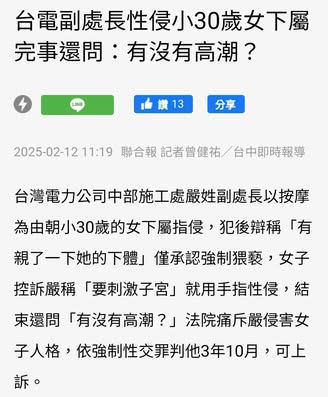 台電副處長性侵小30歲女下屬
完事還問：有沒有高潮？
LINE
讚 13
分享
2025-02-12 11:19 聯合報 記者曾健祐／台中即時報導
台灣電力公司中部施工處嚴姓副處長以按摩
為由朝小30歲的女下屬指侵，犯後辯稱「有
親了一下她的下體」僅承認強制猥褻，女子
控訴嚴稱「要刺激子宮」就用手指性侵，結
束還問「有沒有高潮？」法院痛斥嚴侵害女
子人格，依強制性交罪判他3年10月，可上
訴。